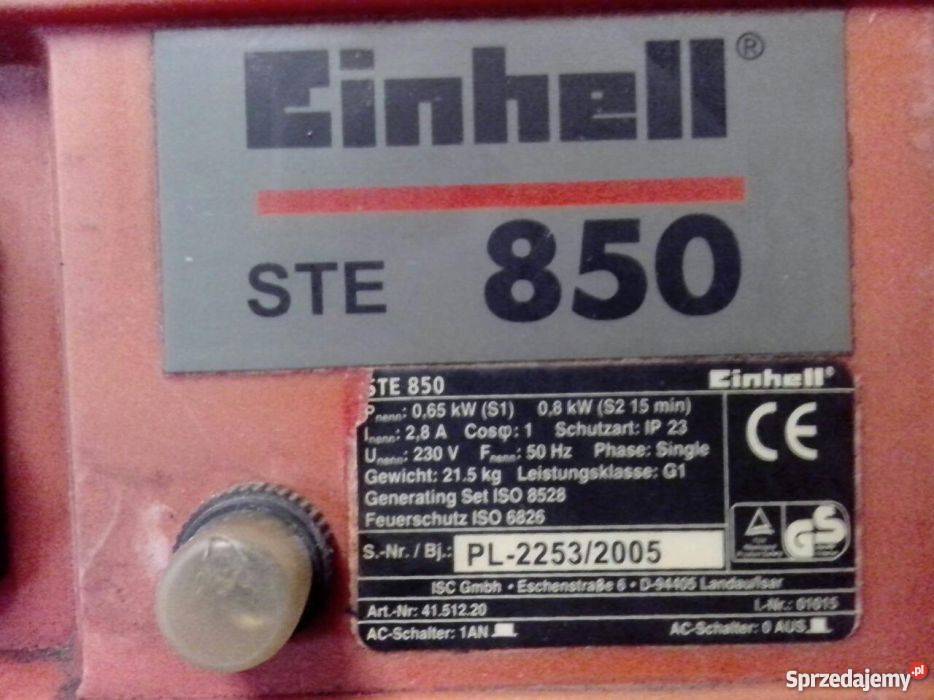 Einhell®
STE 850
STE 850 Einhell®
Pnenn: 0,65 kW (S1) 0,8 kW (S2 15 min)
Inenn: 2,8 A Cosφ: 1 Schutzart: IP 23
Unenn: 230 V Fnenn: 50 Hz Phase: Single
Gewicht: 21.5 kg Leistungsklasse: G1
Generating Set ISO 8528
Feuerschutz ISO 6826
CE
GS
S.-Nr. / Bj.: PL-2253/2005
ISC Gmbh • Eschenstraße 6 • D-94405 Landau/Isar
Art.-Nr: 41.512.20 I.-Nr.: 01015
AC-Schalter: 1AN AC-Schalter: 0 AUS
Sprzedajemy.pl